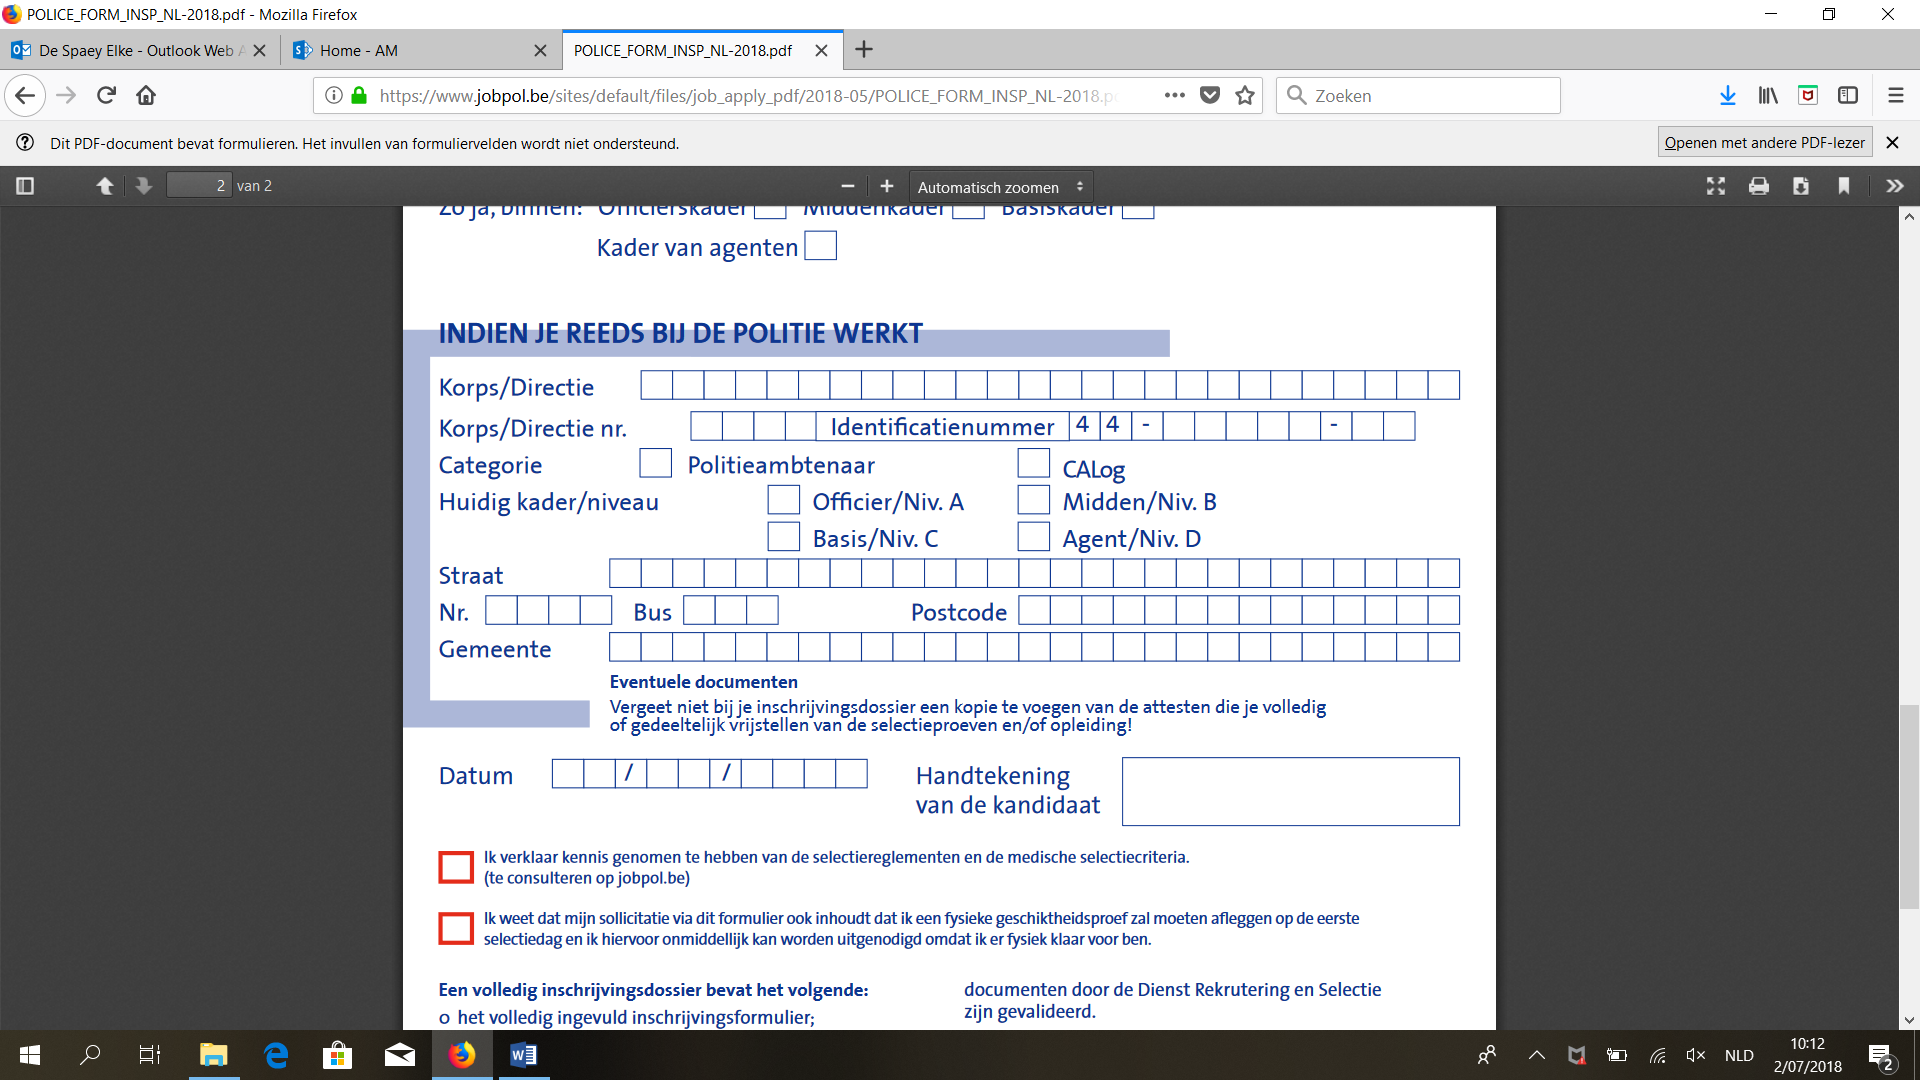 POLICE_FORM_INSP_NL-2018.pdf - Mozilla Firefox
De Spaey Elke - Outlook Web A
Home - AM
POLICE_FORM_INSP_NL-2018.pdf
https://www.jobpol.be/sites/default/files/job_apply_pdf/2018-05/POLICE_FORM_INSP_NL-2018.pd
Zoeken
Dit PDF-document bevat formulieren. Het invullen van formuliervelden wordt niet ondersteund.
Openen met andere PDF-lezer
2 van 2
Automatisch zoomen
Zo ja, binnen: Officierskader Middenkader Basiskader
Kader van agenten
INDIEN JE REEDS BIJ DE POLITIE WERKT
Korps/Directie
Korps/Directie nr. Identificatienummer 4 4 - -
Categorie Politieambtenaar CALog
Huidig kader/niveau Officier/Niv. A Midden/Niv. B
Basis/Niv. C Agent/Niv. D
Straat
Nr. Bus Postcode
Gemeente
Eventuele documenten
Vergeet niet bij je inschrijvingsdossier een kopie te voegen van de attesten die je volledig
of gedeeltelijk vrijstellen van de selectieproeven en/of opleiding!
Datum / / Handtekening
van de kandidaat
Ik verklaar kennis genomen te hebben van de selectiereglementen en de medische selectiecriteria.
(te consulteren op jobpol.be)
Ik weet dat mijn sollicitatie via dit formulier ook inhoudt dat ik een fysieke geschiktheidsproef zal moeten afleggen op de eerste
selectiedag en ik hiervoor onmiddellijk kan worden uitgenodigd omdat ik er fysiek klaar voor ben.
Een volledig inschrijvingsdossier bevat het volgende:
o het volledig ingevuld inschrijvingsformulier;
documenten door de Dienst Rekrutering en Selectie
zijn gevalideerd.
NLD
10:12
2/07/2018
2